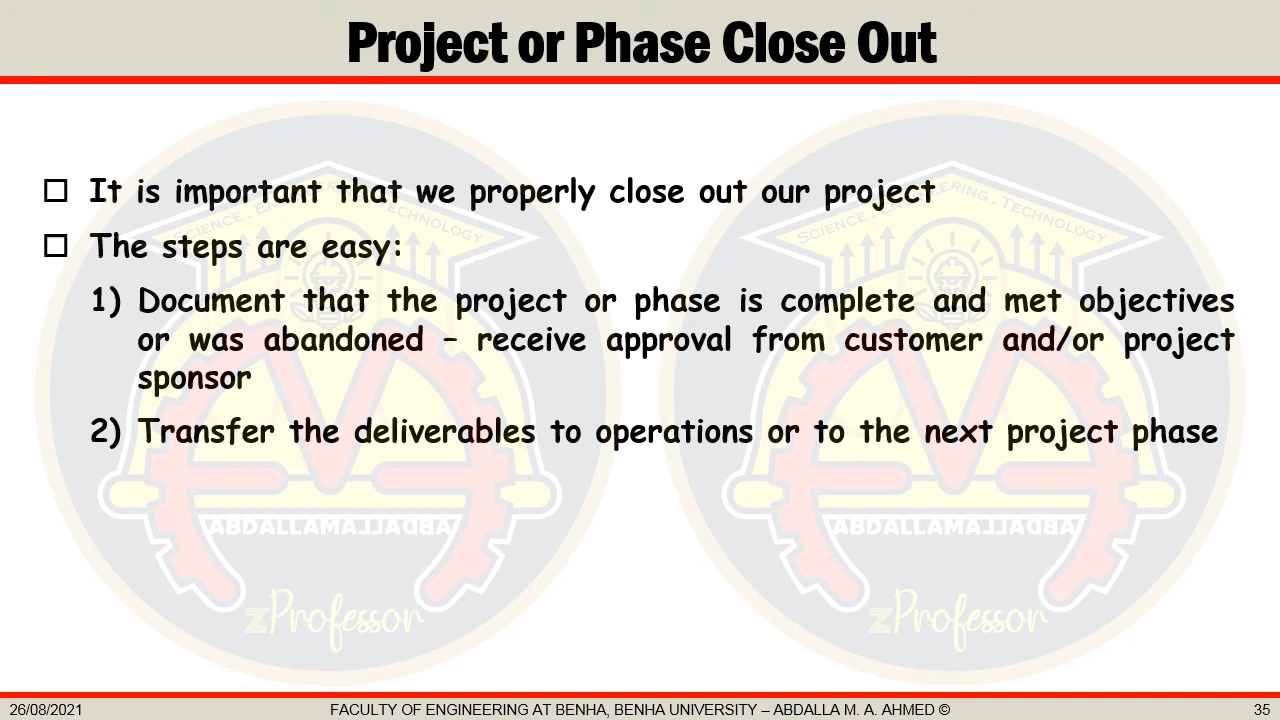 Project or Phase Close Out
It is important that we properly close out our project
The steps are easy:
1) Document that the project or phase is complete and met objectives
or was abandoned – receive approval from customer and/or project
sponsor
2) Transfer the deliverables to operations or to the next project phase
TECHNOLOGY
SCIENCE
TECHNOLOGY
zProfessor
zProfessor
26/08/2021
FACULTY OF ENGINEERING AT BENHA, BENHA UNIVERSITY – ABDALLA M. A. AHMED ©
35